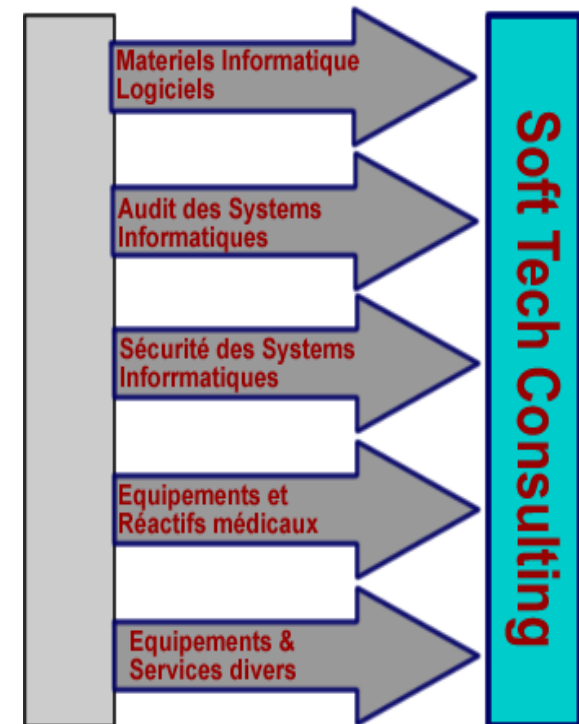 Materiels Informatique
Logiciels
Audit des Systems
Informatiques
Sécurité des Systems
Inforrmatiques
Equipements et
Réactifs médicaux
Equipements &
Services divers
Soft Tech Consulting